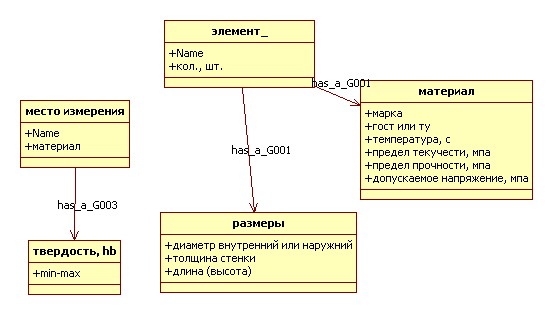 элемент_
+Name
+кол., шт.
has_a_G001
материал
+марка
+гост или ту
+температура, с
+предел текучести, мпа
+предел прочности, мпа
+допускаемое напряжение, мпа
место измерения
+Name
+материал
has_a_G001
has_a_G003
размеры
+диаметр внутренний или наружний
+толщина стенки
+длина (высота)
твердость, hb
+min-max